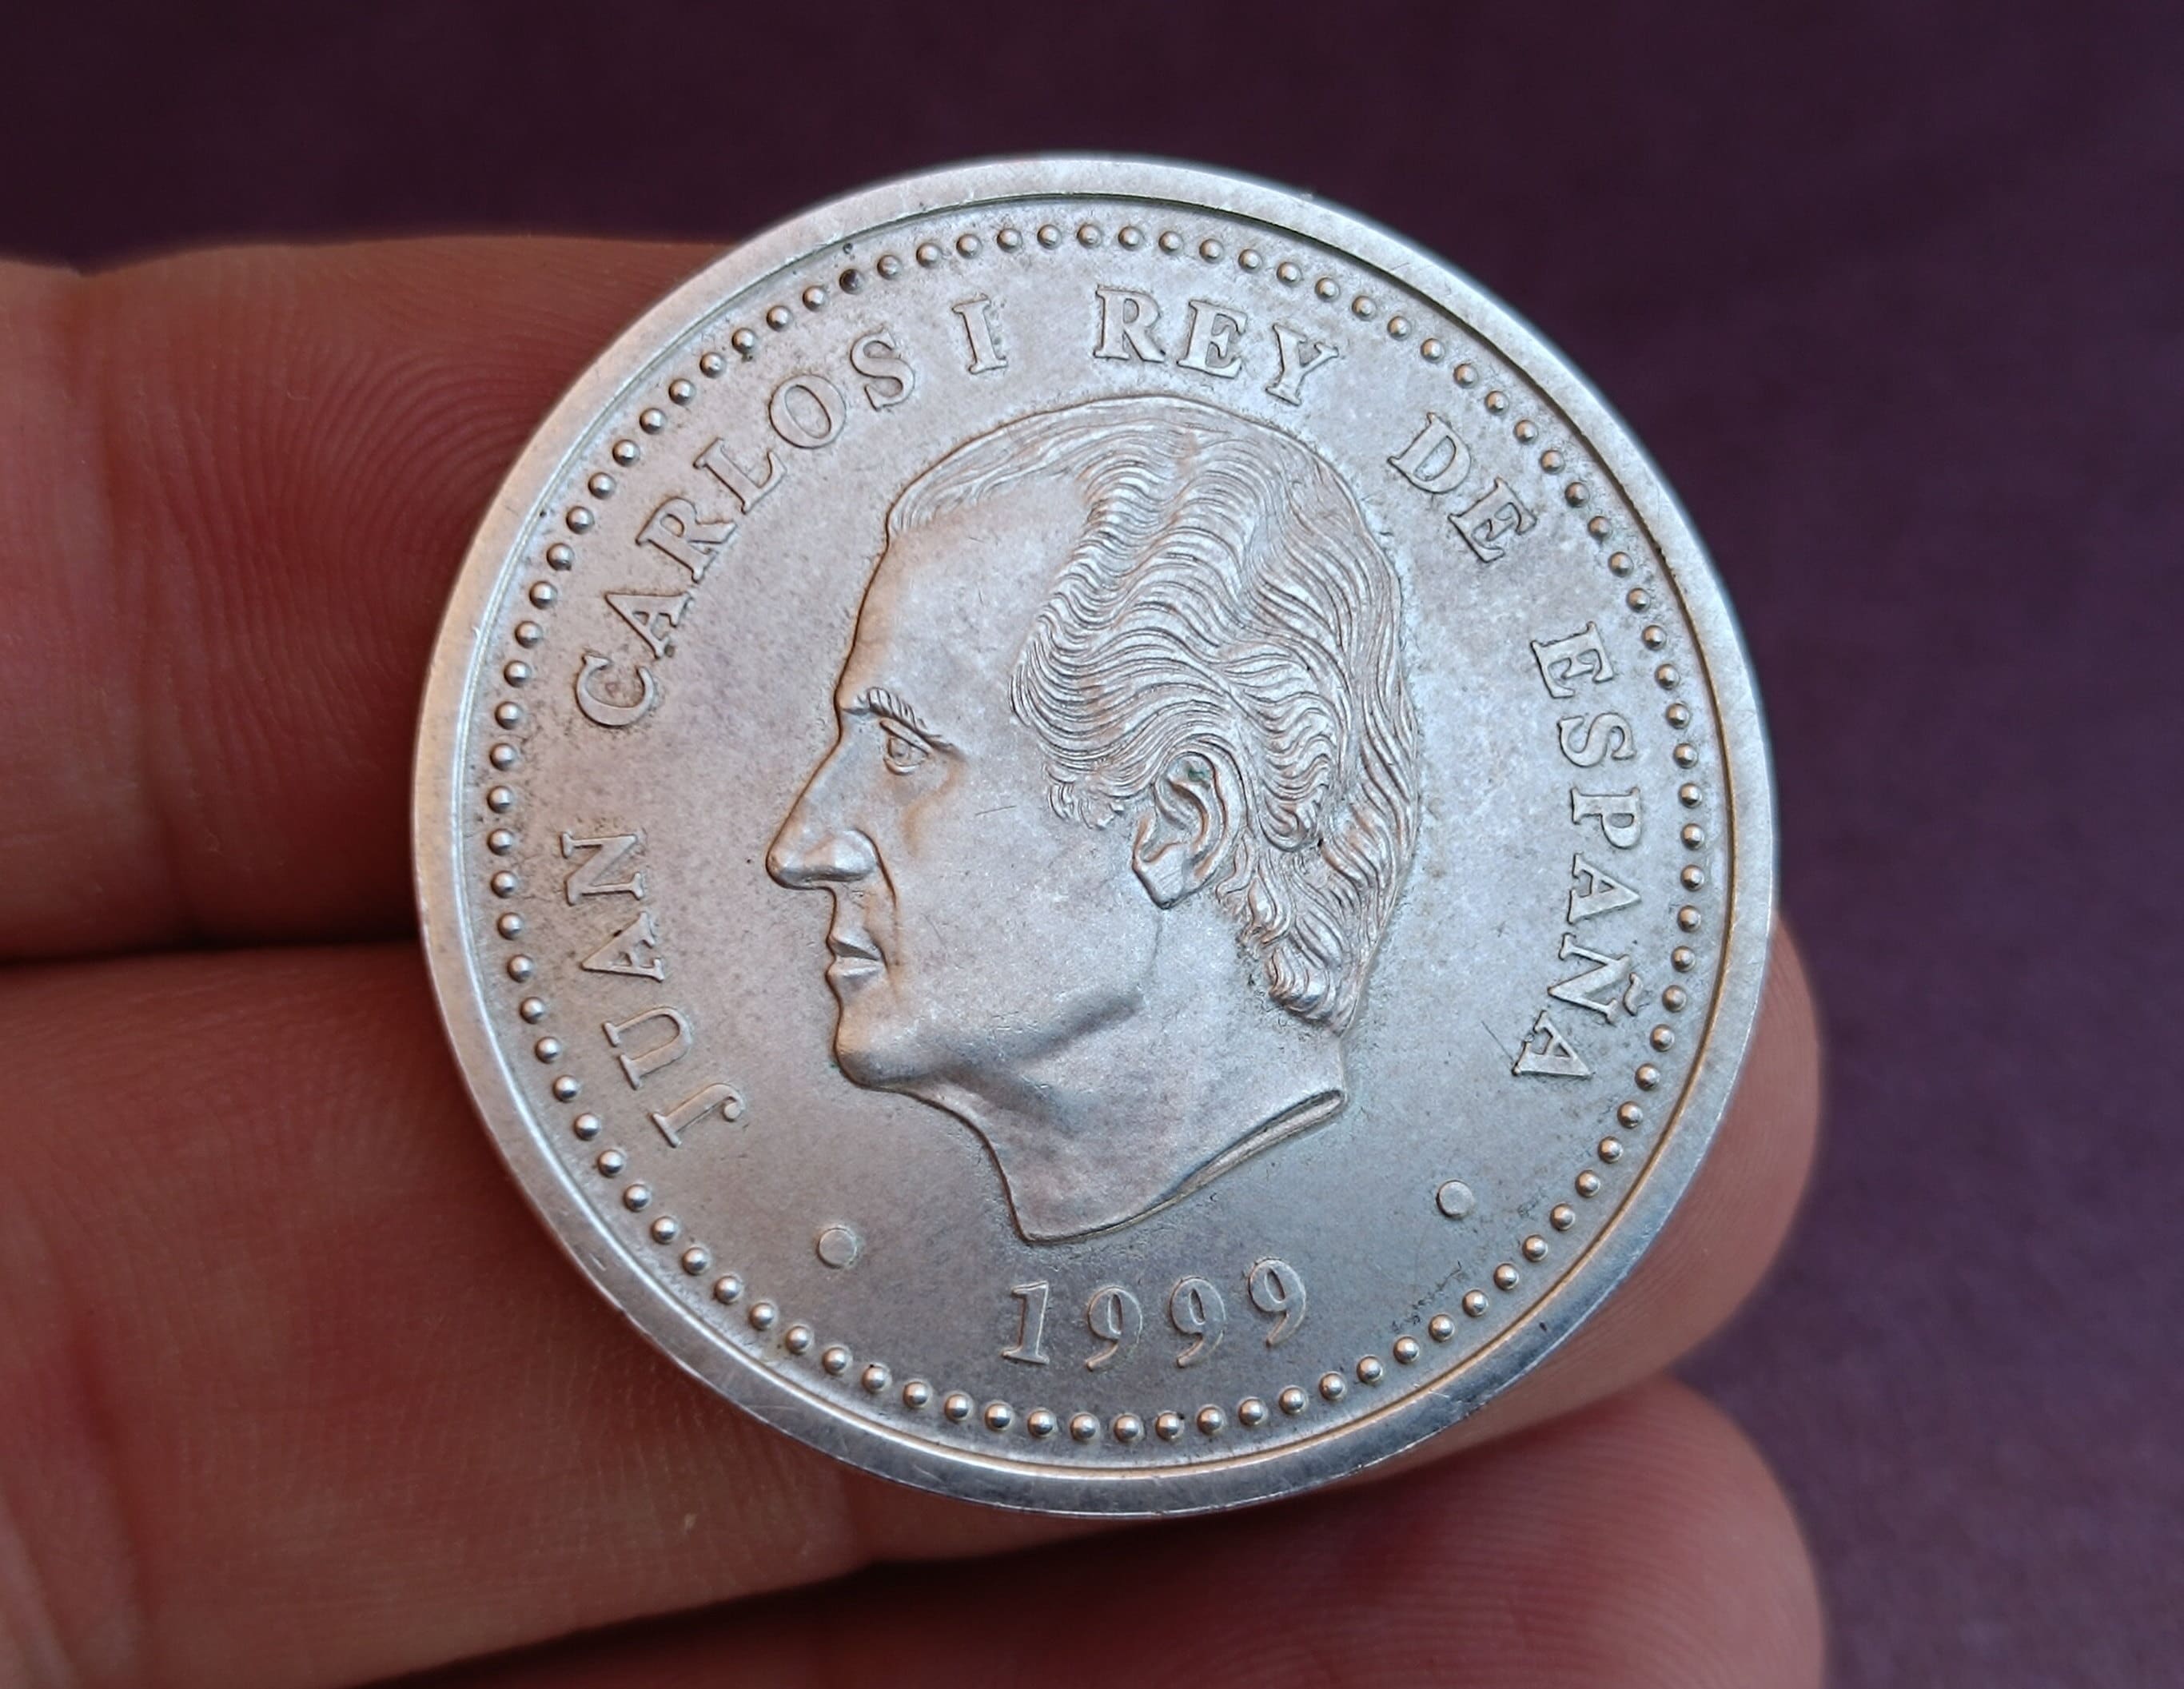 JUAN CARLOS I REY DE ESPAÑA
1999